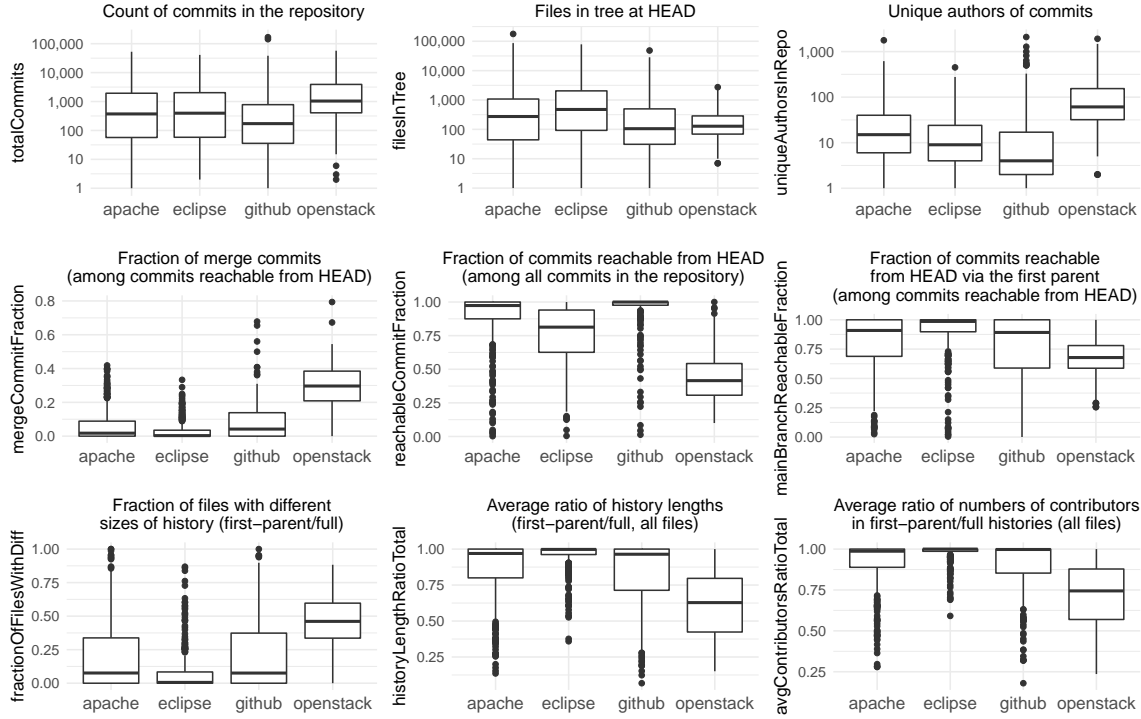 Count of commits in the repository
totalCommits
100,000
10,000
1,000
100
10
1
apache eclipse github openstack
Files in tree at HEAD
filesInTree
100,000
10,000
1,000
100
10
1
apache eclipse github openstack
Unique authors of commits
uniqueAuthorsInRepo
1,000
100
10
1
apache eclipse github openstack
Fraction of merge commits
(among commits reachable from HEAD)
mergeCommitFraction
0.8
0.6
0.4
0.2
0.0
apache eclipse github openstack
Fraction of commits reachable from HEAD
(among all commits in the repository)
reachableCommitFraction
1.00
0.75
0.50
0.25
0.00
apache eclipse github openstack
Fraction of commits reachable
from HEAD via the first parent
(among commits reachable from HEAD)
mainBranchReachableFraction
1.00
0.75
0.50
0.25
0.00
apache eclipse github openstack
Fraction of files with different
sizes of history (first−parent/full)
fractionOfFilesWithDiff
1.00
0.75
0.50
0.25
0.00
apache eclipse github openstack
Average ratio of history lengths
(first−parent/full, all files)
historyLengthRatioTotal
1.00
0.75
0.50
0.25
apache eclipse github openstack
Average ratio of numbers of contributors
in first−parent/full histories (all files)
avgContributorsRatioTotal
1.00
0.75
0.50
0.25
apache eclipse github openstack